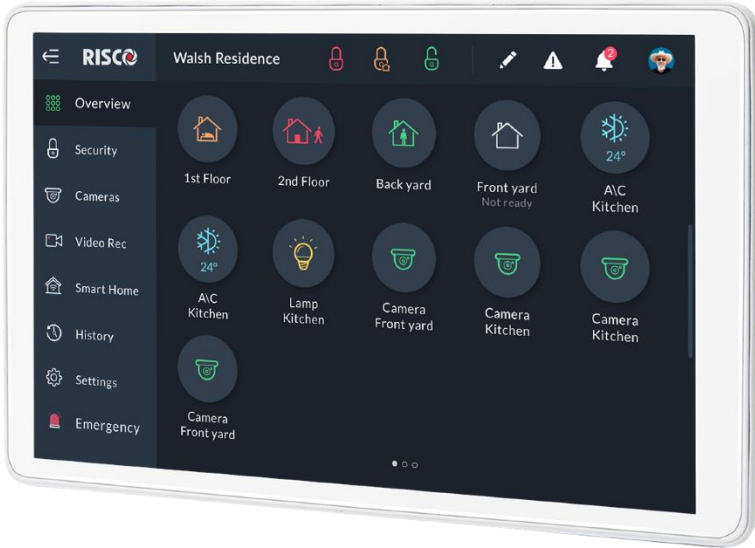 RISCO
Walsh Residence
2
Overview
Security
Cameras
Video Rec
Smart Home
History
Settings
Emergency
1st Floor
2nd Floor
Back yard
Front yard
Not ready
24°
A\C
Kitchen
24°
A\C
Kitchen
Lamp
Kitchen
Camera
Front yard
Camera
Kitchen
Camera
Kitchen
Camera
Front yard